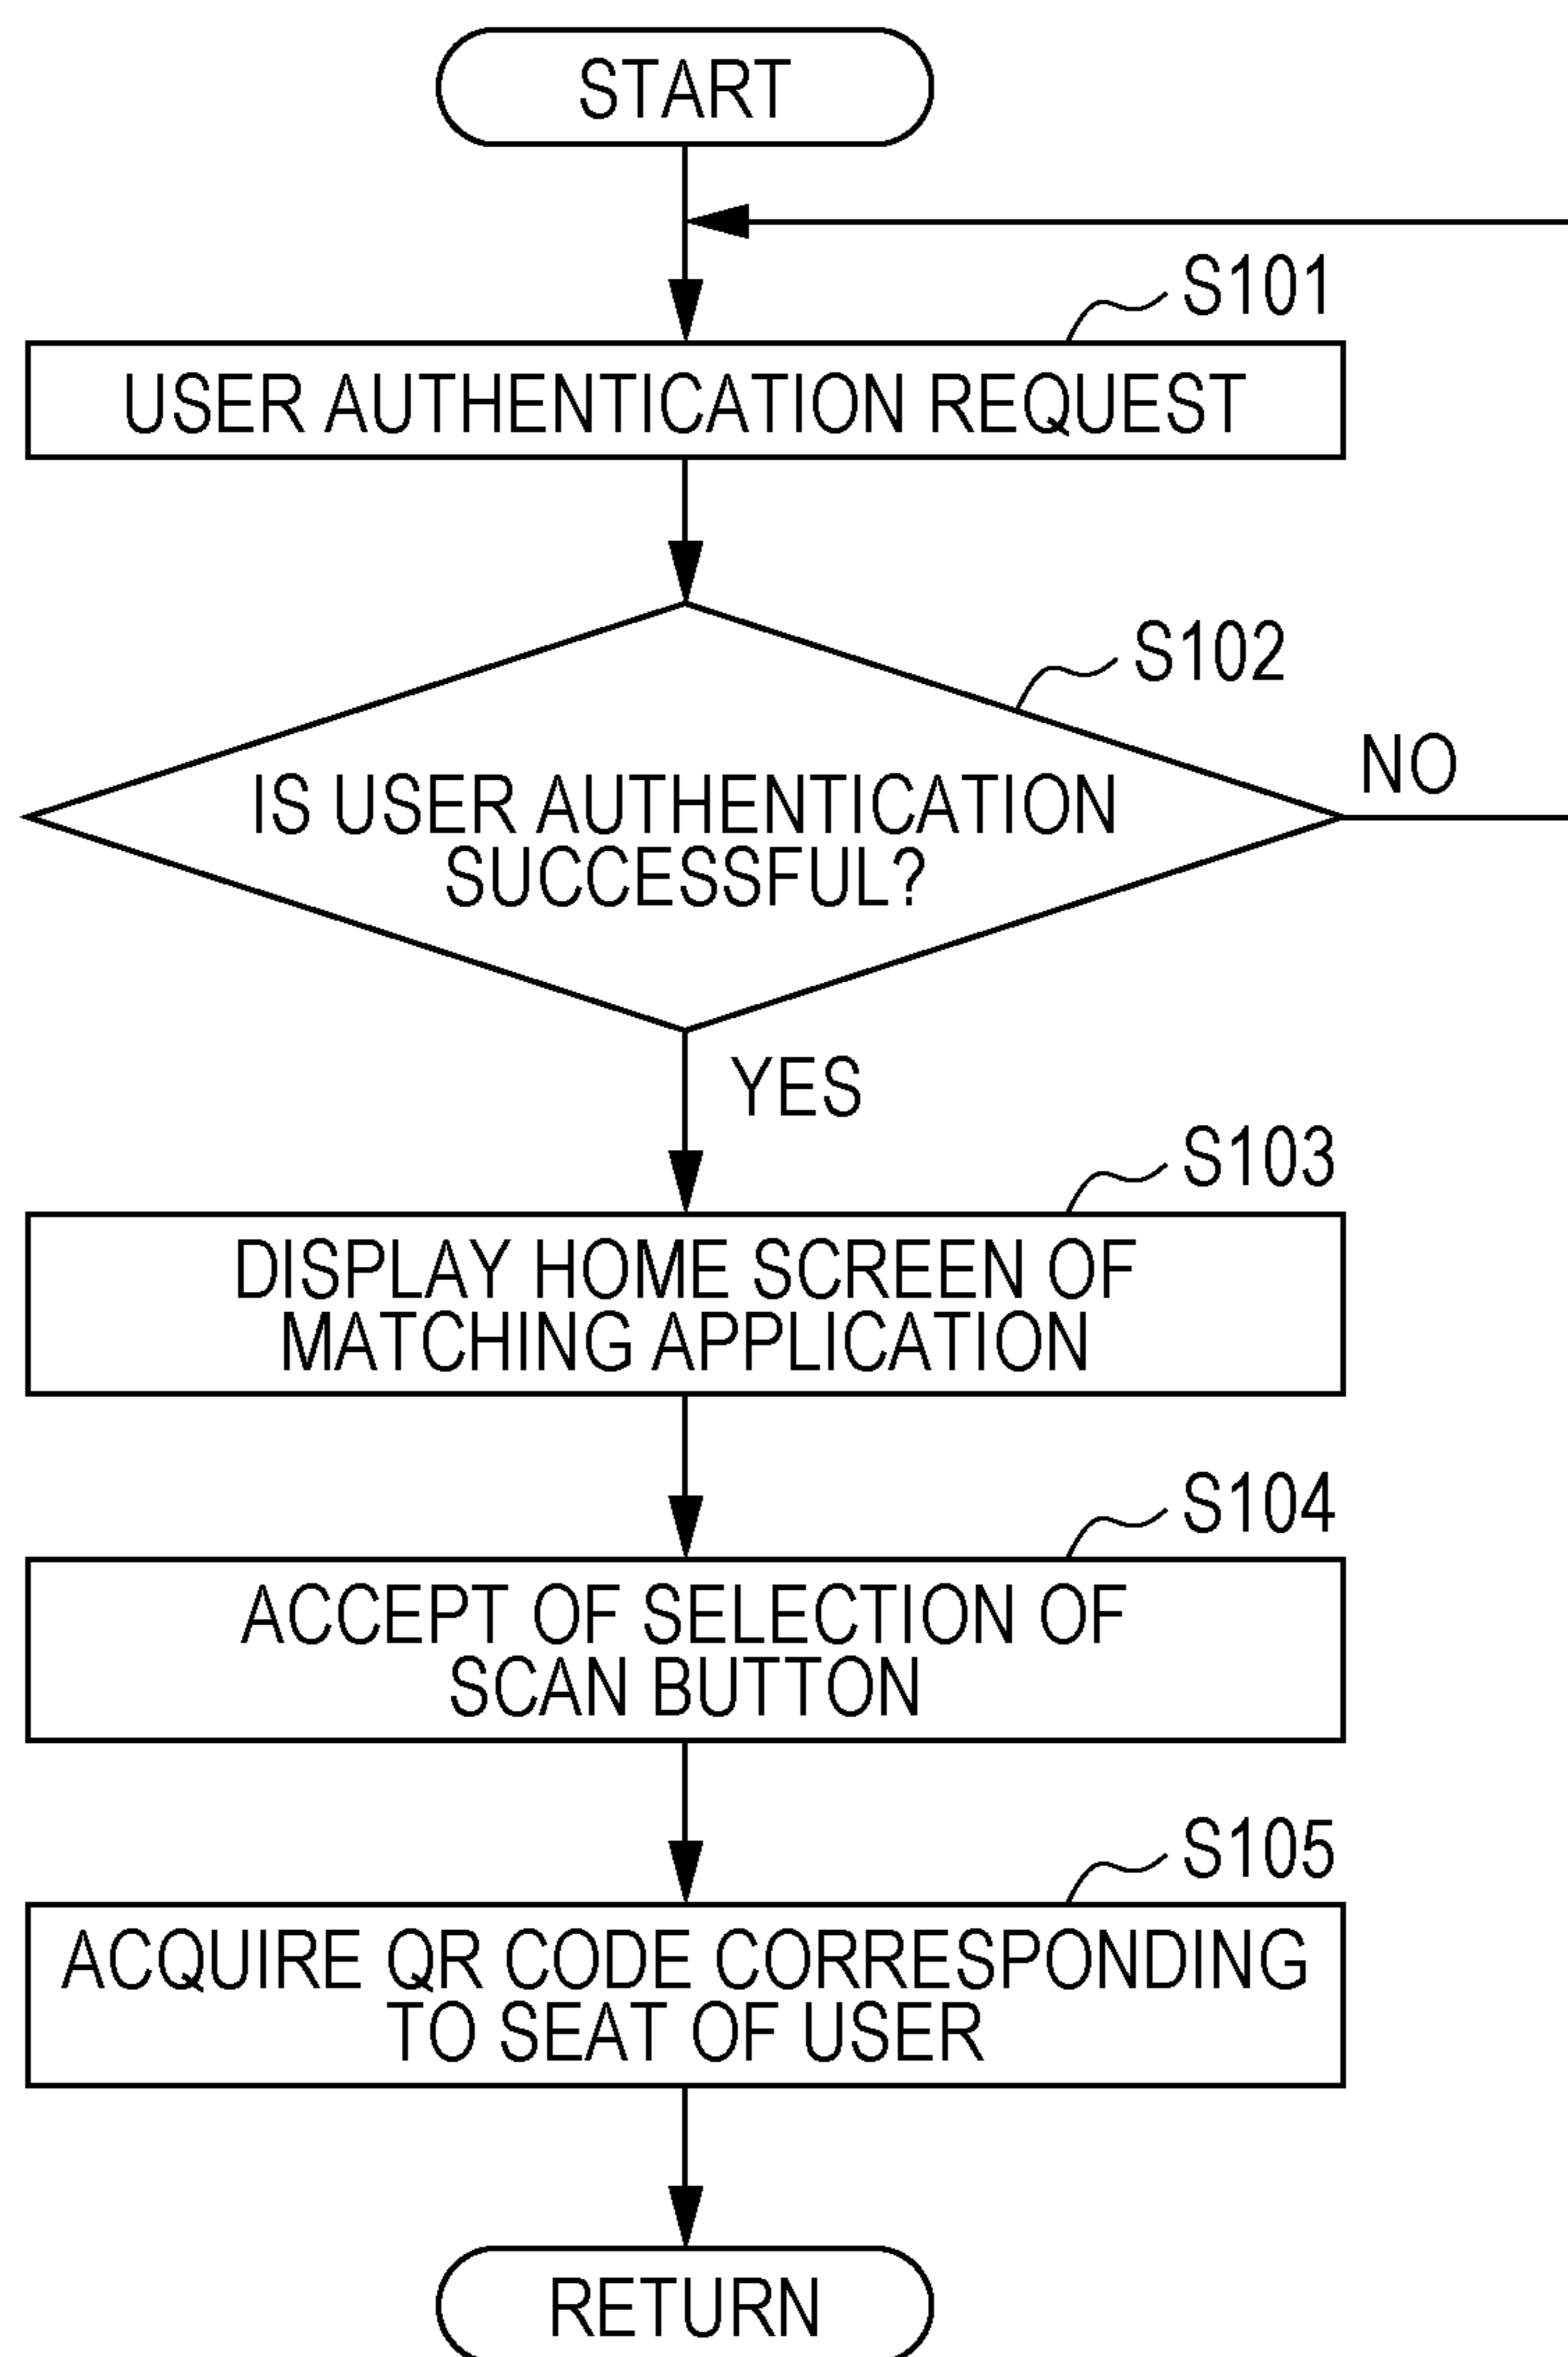 START
S101
USER AUTHENTICATION REQUEST
S102
NO
IS USER AUTHENTICATION
SUCCESSFUL?
YES
S103
DISPLAY HOME SCREEN OF
MATCHING APPLICATION
S104
ACCEPT OF SELECTION OF
SCAN BUTTON
S105
ACQUIRE QR CODE CORRESPONDING
TO SEAT OF USER
RETURN